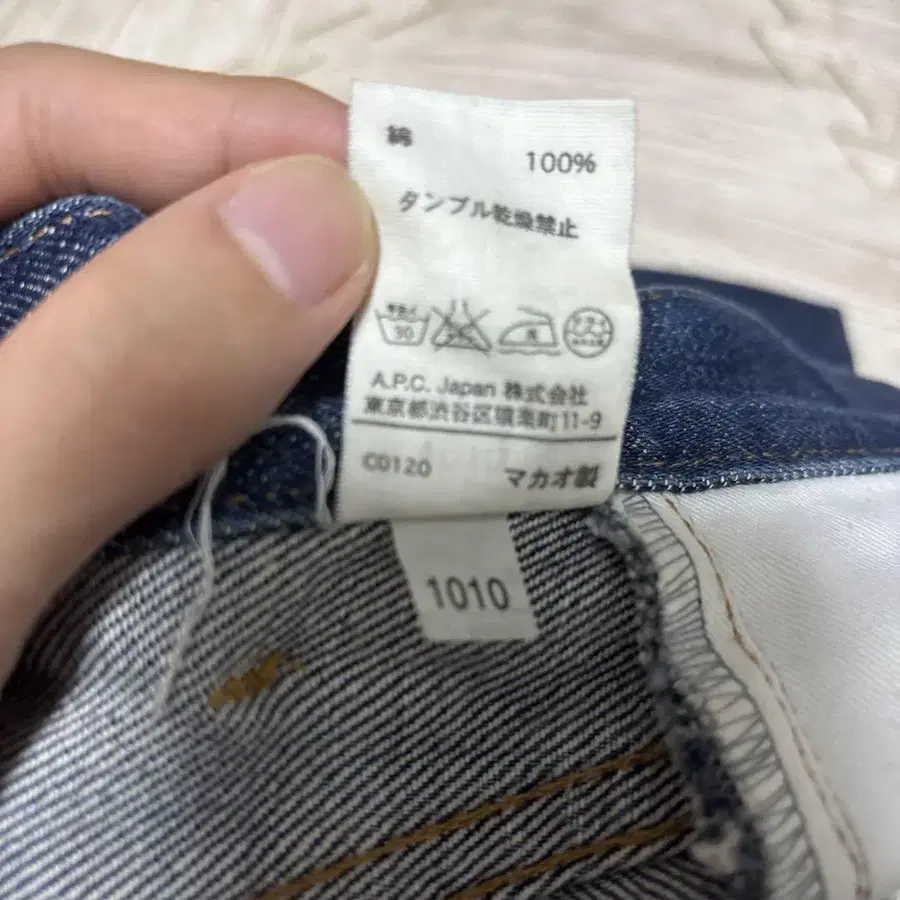 綿
100%
タンブル乾燥禁止
A.P.C. Japan 株式会社
東京都渋谷区猿楽町11-9
C0120
マカオ製
1010